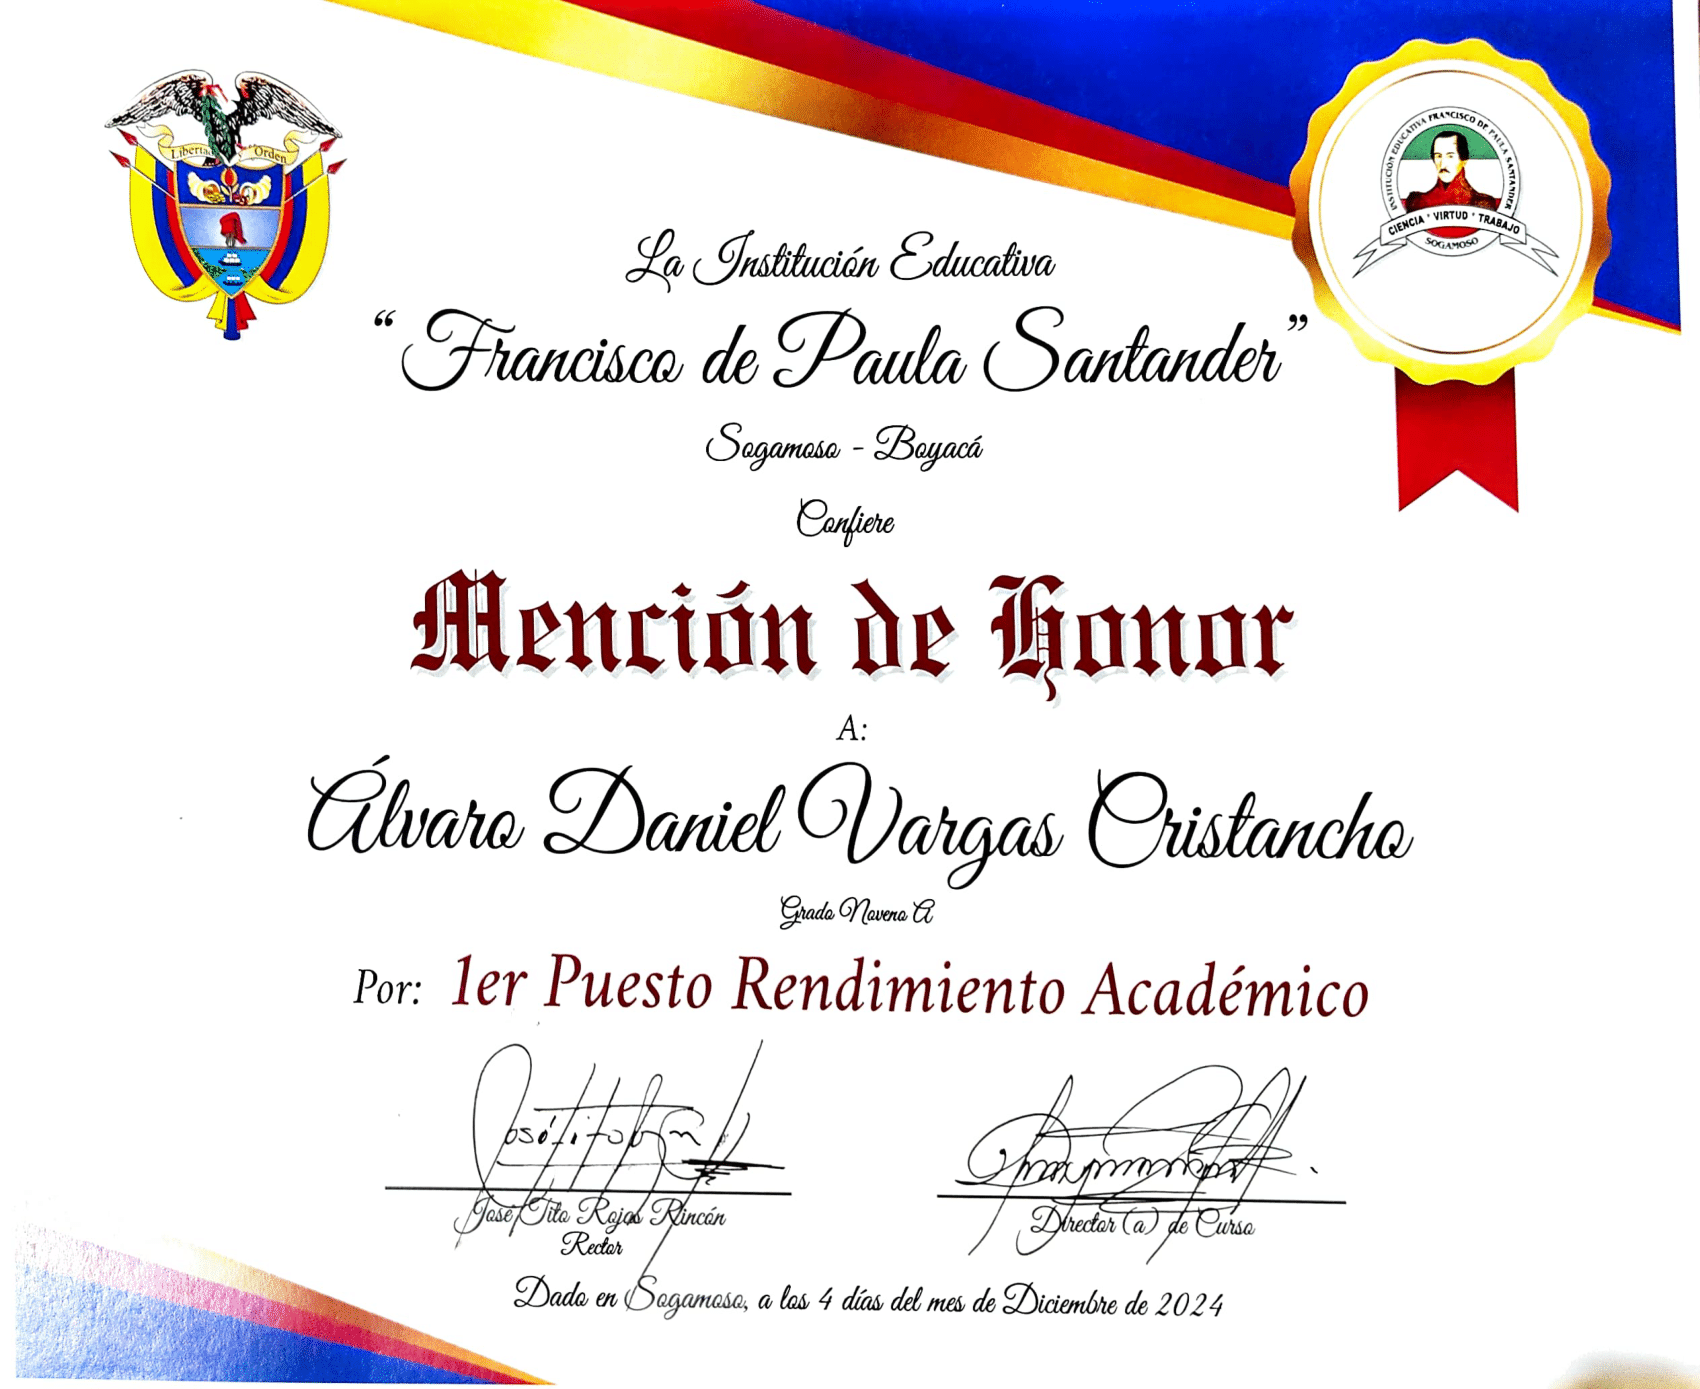 Libertad y Orden
INSTITUCIÓN EDUCATIVA FRANCISCO DE PAULA SANTANDER
CIENCIA * VIRTUD * TRABAJO
SOGAMOSO
La Institución Educativa
“Francisco de Paula Santander”
Sogamoso - Boyacá
Confiere
Mención de Honor
A:
Álvaro Daniel Vargas Cristancho
Grado Noveno A
Por: 1er Puesto Rendimiento Académico
José Tito Rojas Rincón
Rector
Director (a) de Curso
Dado en Sogamoso, a los 4 días del mes de Diciembre de 2024